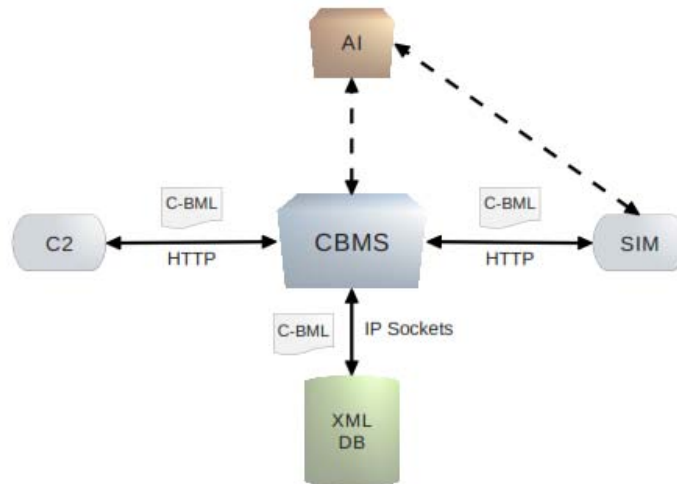 AI
C-BML
C-BML
C2
CBMS
SIM
HTTP
HTTP
C-BML
IP Sockets
XML
DB